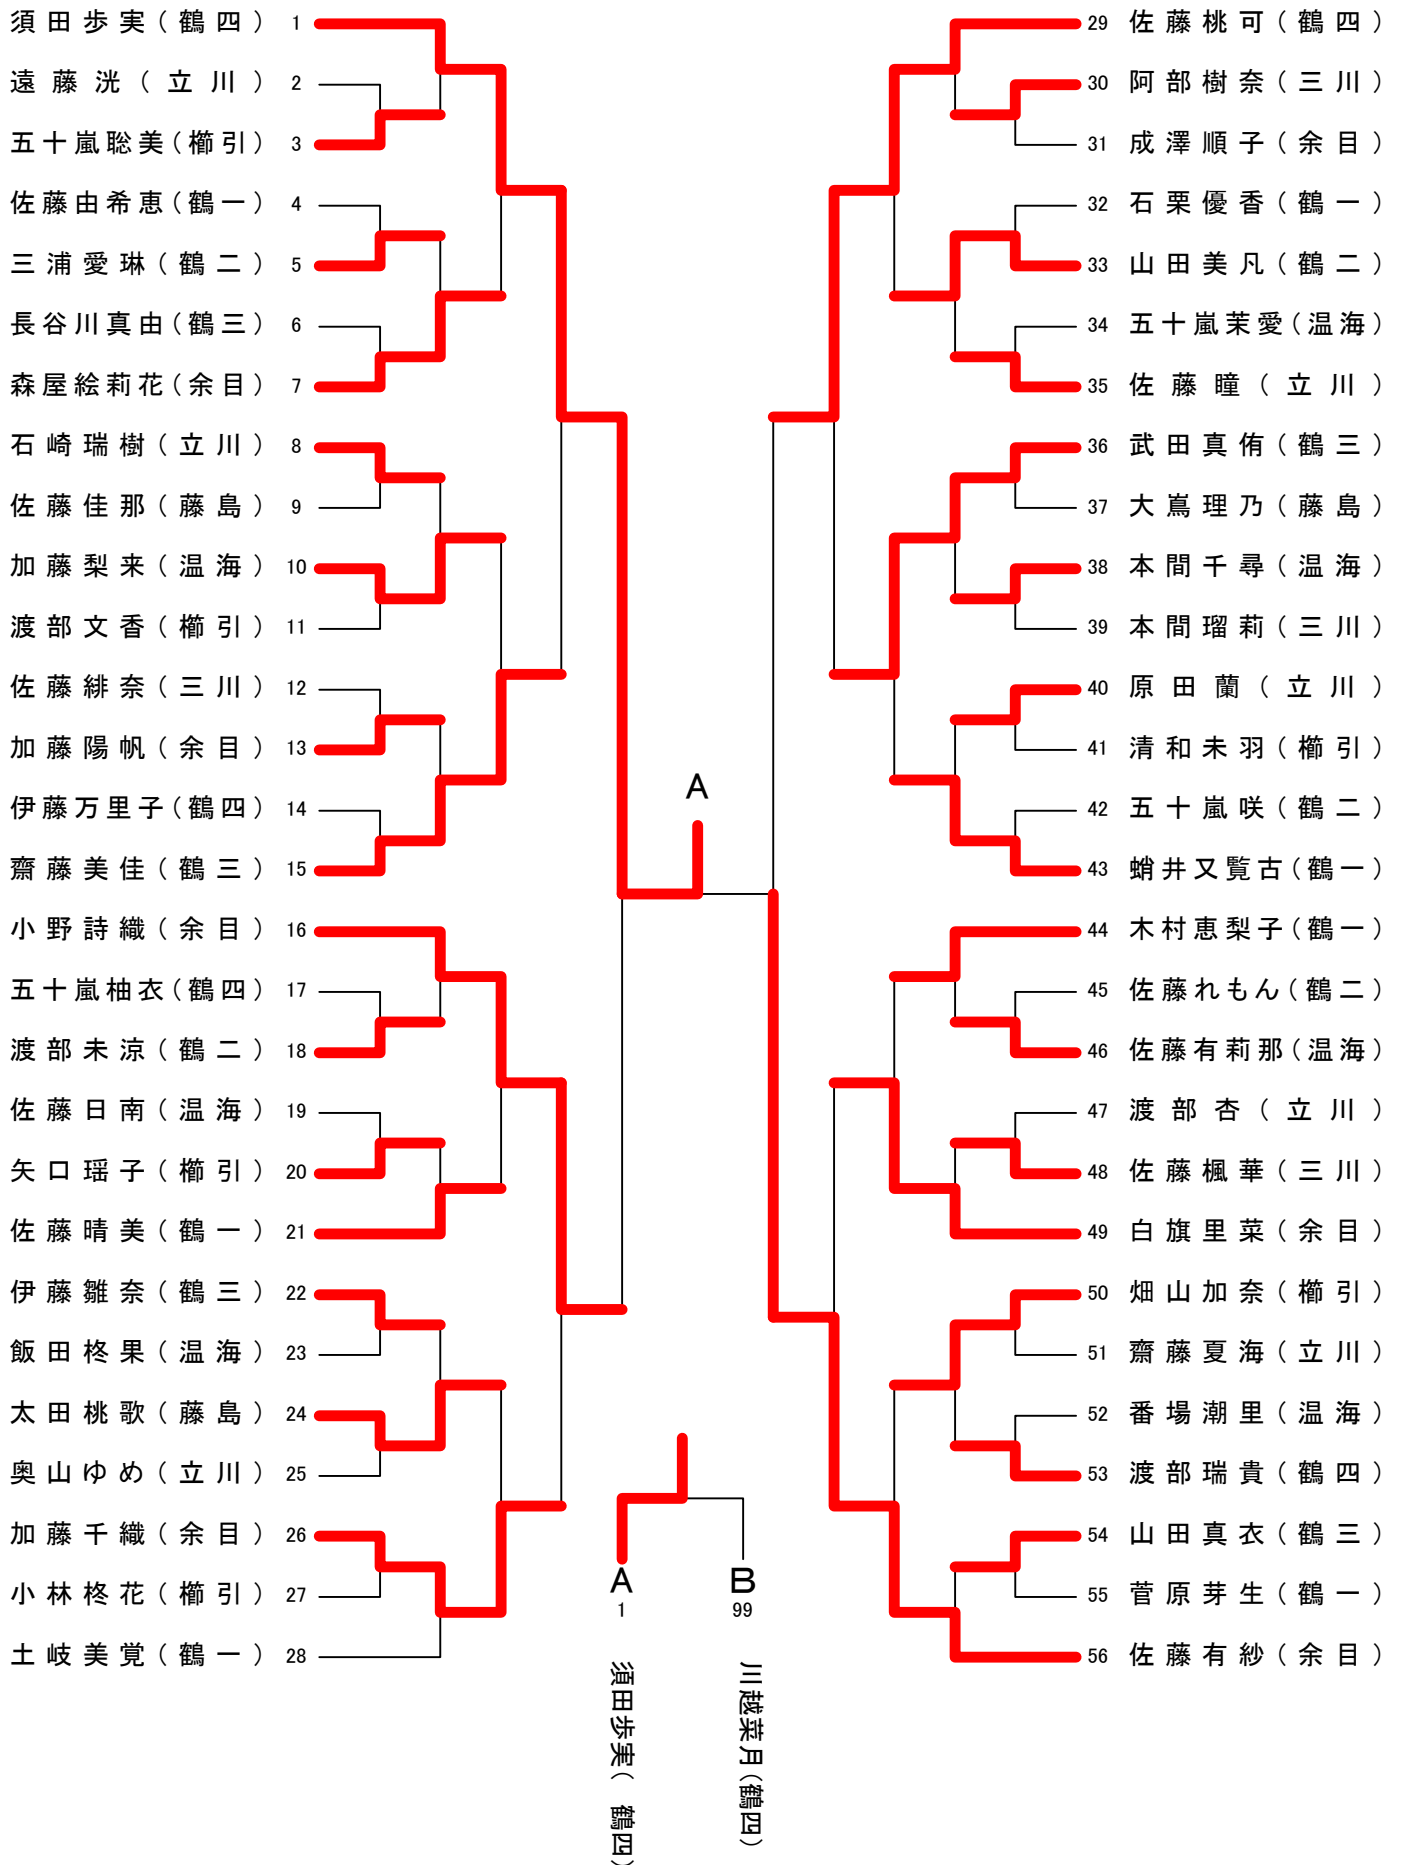 須田歩実(鶴四) 1
遠藤洸(立川) 2
五十嵐聡美(櫛引) 3
佐藤由希恵(鶴一) 4
三浦愛琳(鶴二) 5
長谷川真由(鶴三) 6
森屋絵莉花(余目) 7
石崎瑞樹(立川) 8
佐藤佳那(藤島) 9
加藤梨来(温海) 10
渡部文香(櫛引) 11
佐藤緋奈(三川) 12
加藤陽帆(余目) 13
伊藤万里子(鶴四) 14
齋藤美佳(鶴三) 15
小野詩織(余目) 16
五十嵐柚衣(鶴四) 17
渡部未涼(鶴二) 18
佐藤日南(温海) 19
矢口瑶子(櫛引) 20
佐藤晴美(鶴一) 21
伊藤雛奈(鶴三) 22
飯田柊果(温海) 23
太田桃歌(藤島) 24
奥山ゆめ(立川) 25
加藤千織(余目) 26
小林柊花(櫛引) 27
土岐美覚(鶴一) 28
29 佐藤桃可(鶴四)
30 阿部樹奈(三川)
31 成澤順子(余目)
32 石栗優香(鶴一)
33 山田美凡(鶴二)
34 五十嵐茉愛(温海)
35 佐藤瞳(立川)
36 武田真侑(鶴三)
37 大嶌理乃(藤島)
38 本間千尋(温海)
39 本間瑠莉(三川)
40 原田蘭(立川)
41 清和未羽(櫛引)
42 五十嵐咲(鶴二)
43 蛸井又覧古(鶴一)
44 木村恵梨子(鶴一)
45 佐藤れもん(鶴二)
46 佐藤有莉那(温海)
47 渡部杏(立川)
48 佐藤楓華(三川)
49 白旗里菜(余目)
50 畑山加奈(櫛引)
51 齋藤夏海(立川)
52 番場潮里(温海)
53 渡部瑞貴(鶴四)
54 山田真衣(鶴三)
55 菅原芽生(鶴一)
56 佐藤有紗(余目)
A
A
1
須田歩実(鶴四)
B
99
川越菜月(鶴四)